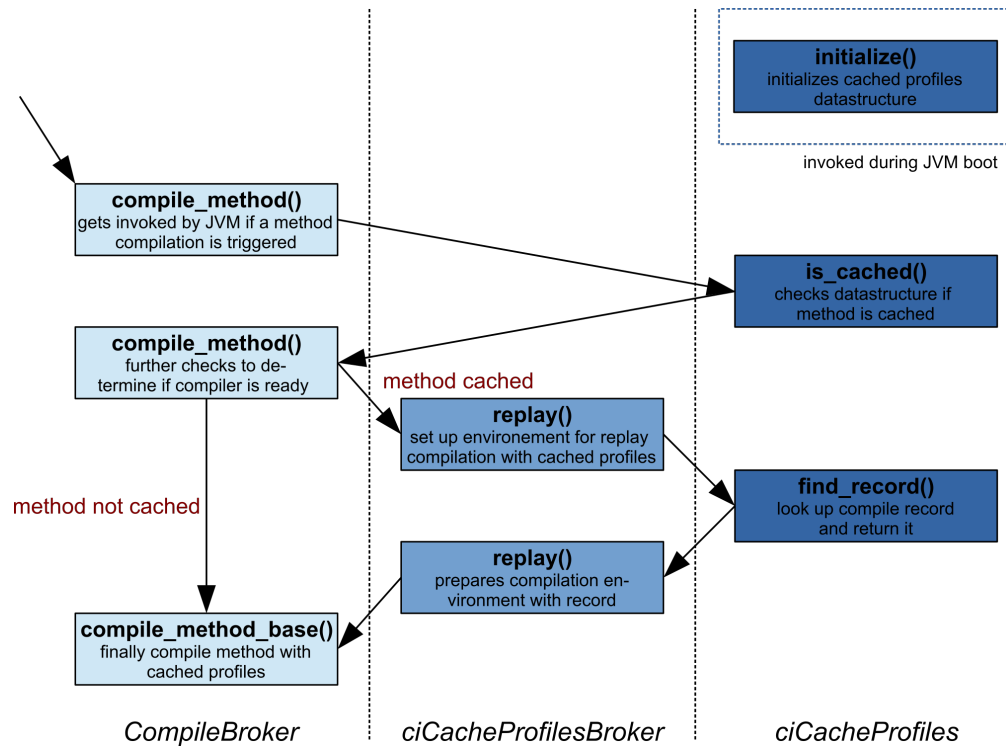 initialize()
initializes cached profiles
datastructure
invoked during JVM boot
compile_method()
gets invoked by JVM if a method
compilation is triggered
is_cached()
checks datastructure if
method is cached
compile_method()
further checks to de-
termine if compiler is ready
method cached
replay()
set up environement for replay
compilation with cached profiles
method not cached
find_record()
look up compile record
and return it
replay()
prepares compilation en-
vironment with record
compile_method_base()
finally compile method with
cached profiles
CompileBroker
ciCacheProfilesBroker
ciCacheProfiles